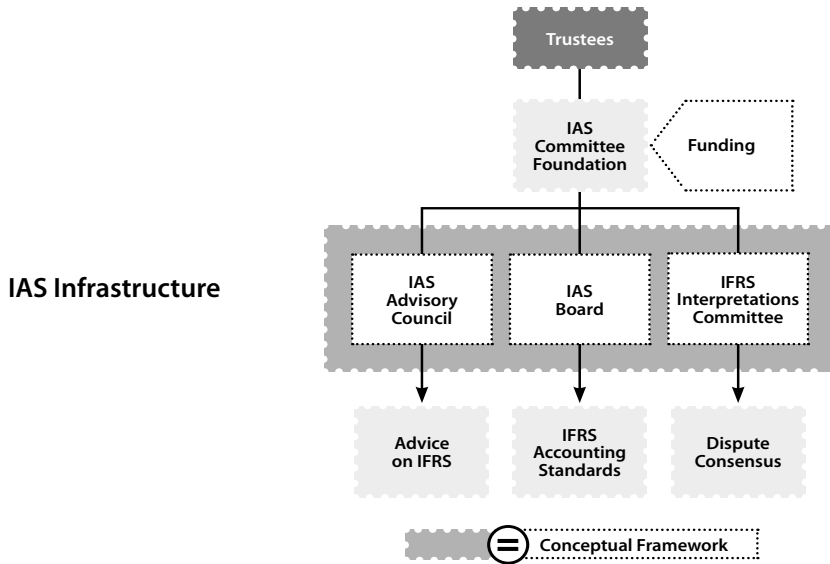 Trustees
IAS
Committee
Foundation
Funding
IAS Infrastructure
IAS
Advisory
Council
IAS
Board
IFRS
Interpretations
Committee
Advice
on IFRS
IFRS
Accounting
Standards
Dispute
Consensus
= Conceptual Framework